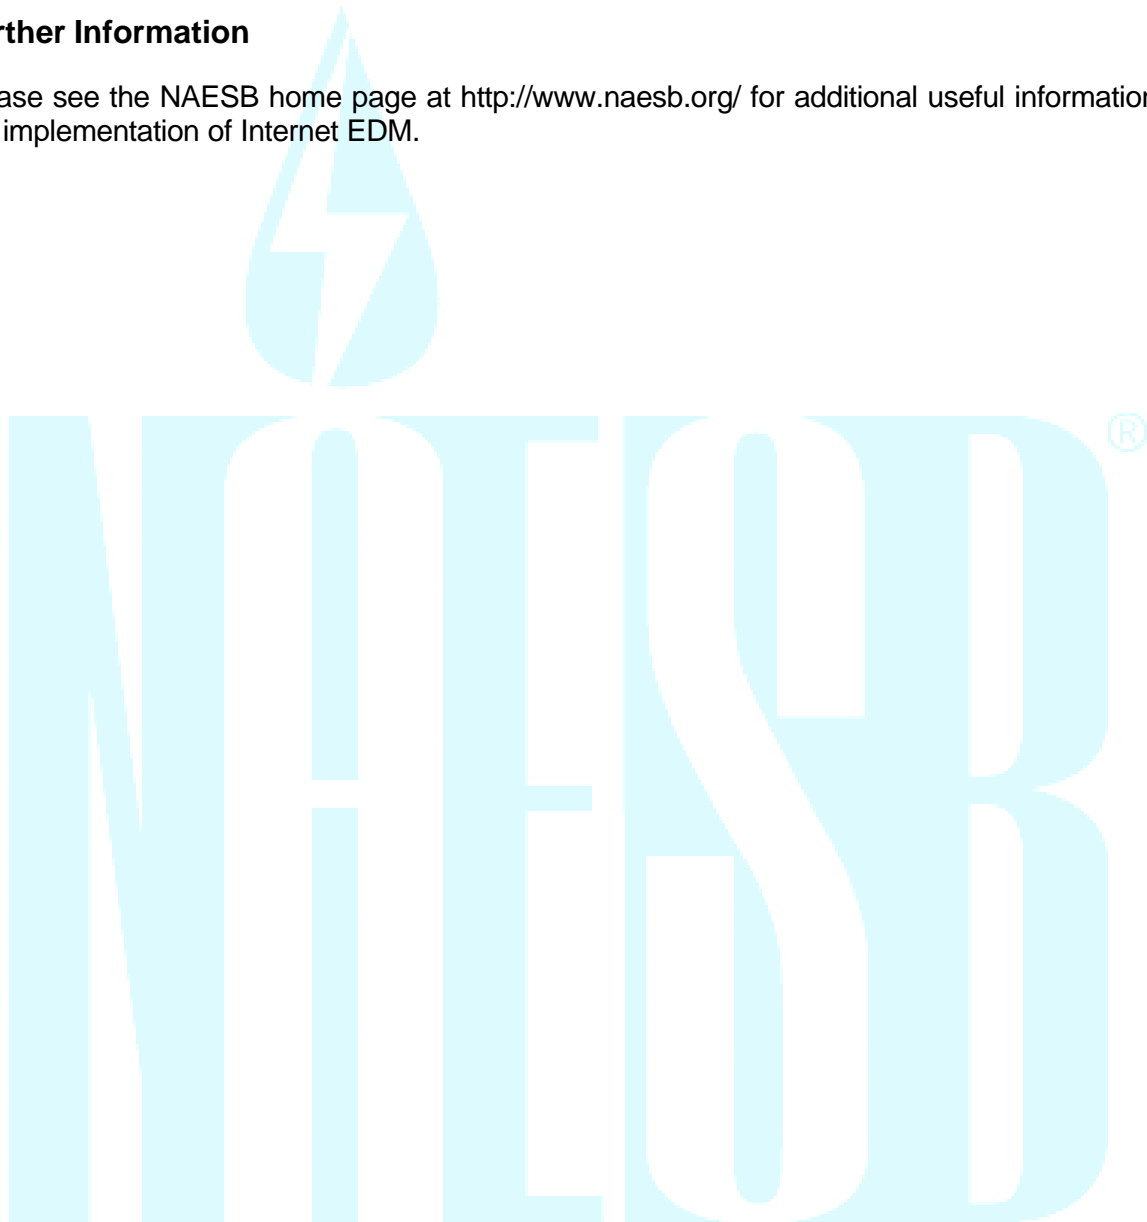 rther Information
ase see the NAESB home page at http://www.naesb.org/ for additional useful information
implementation of Internet EDM.
NAESB
®